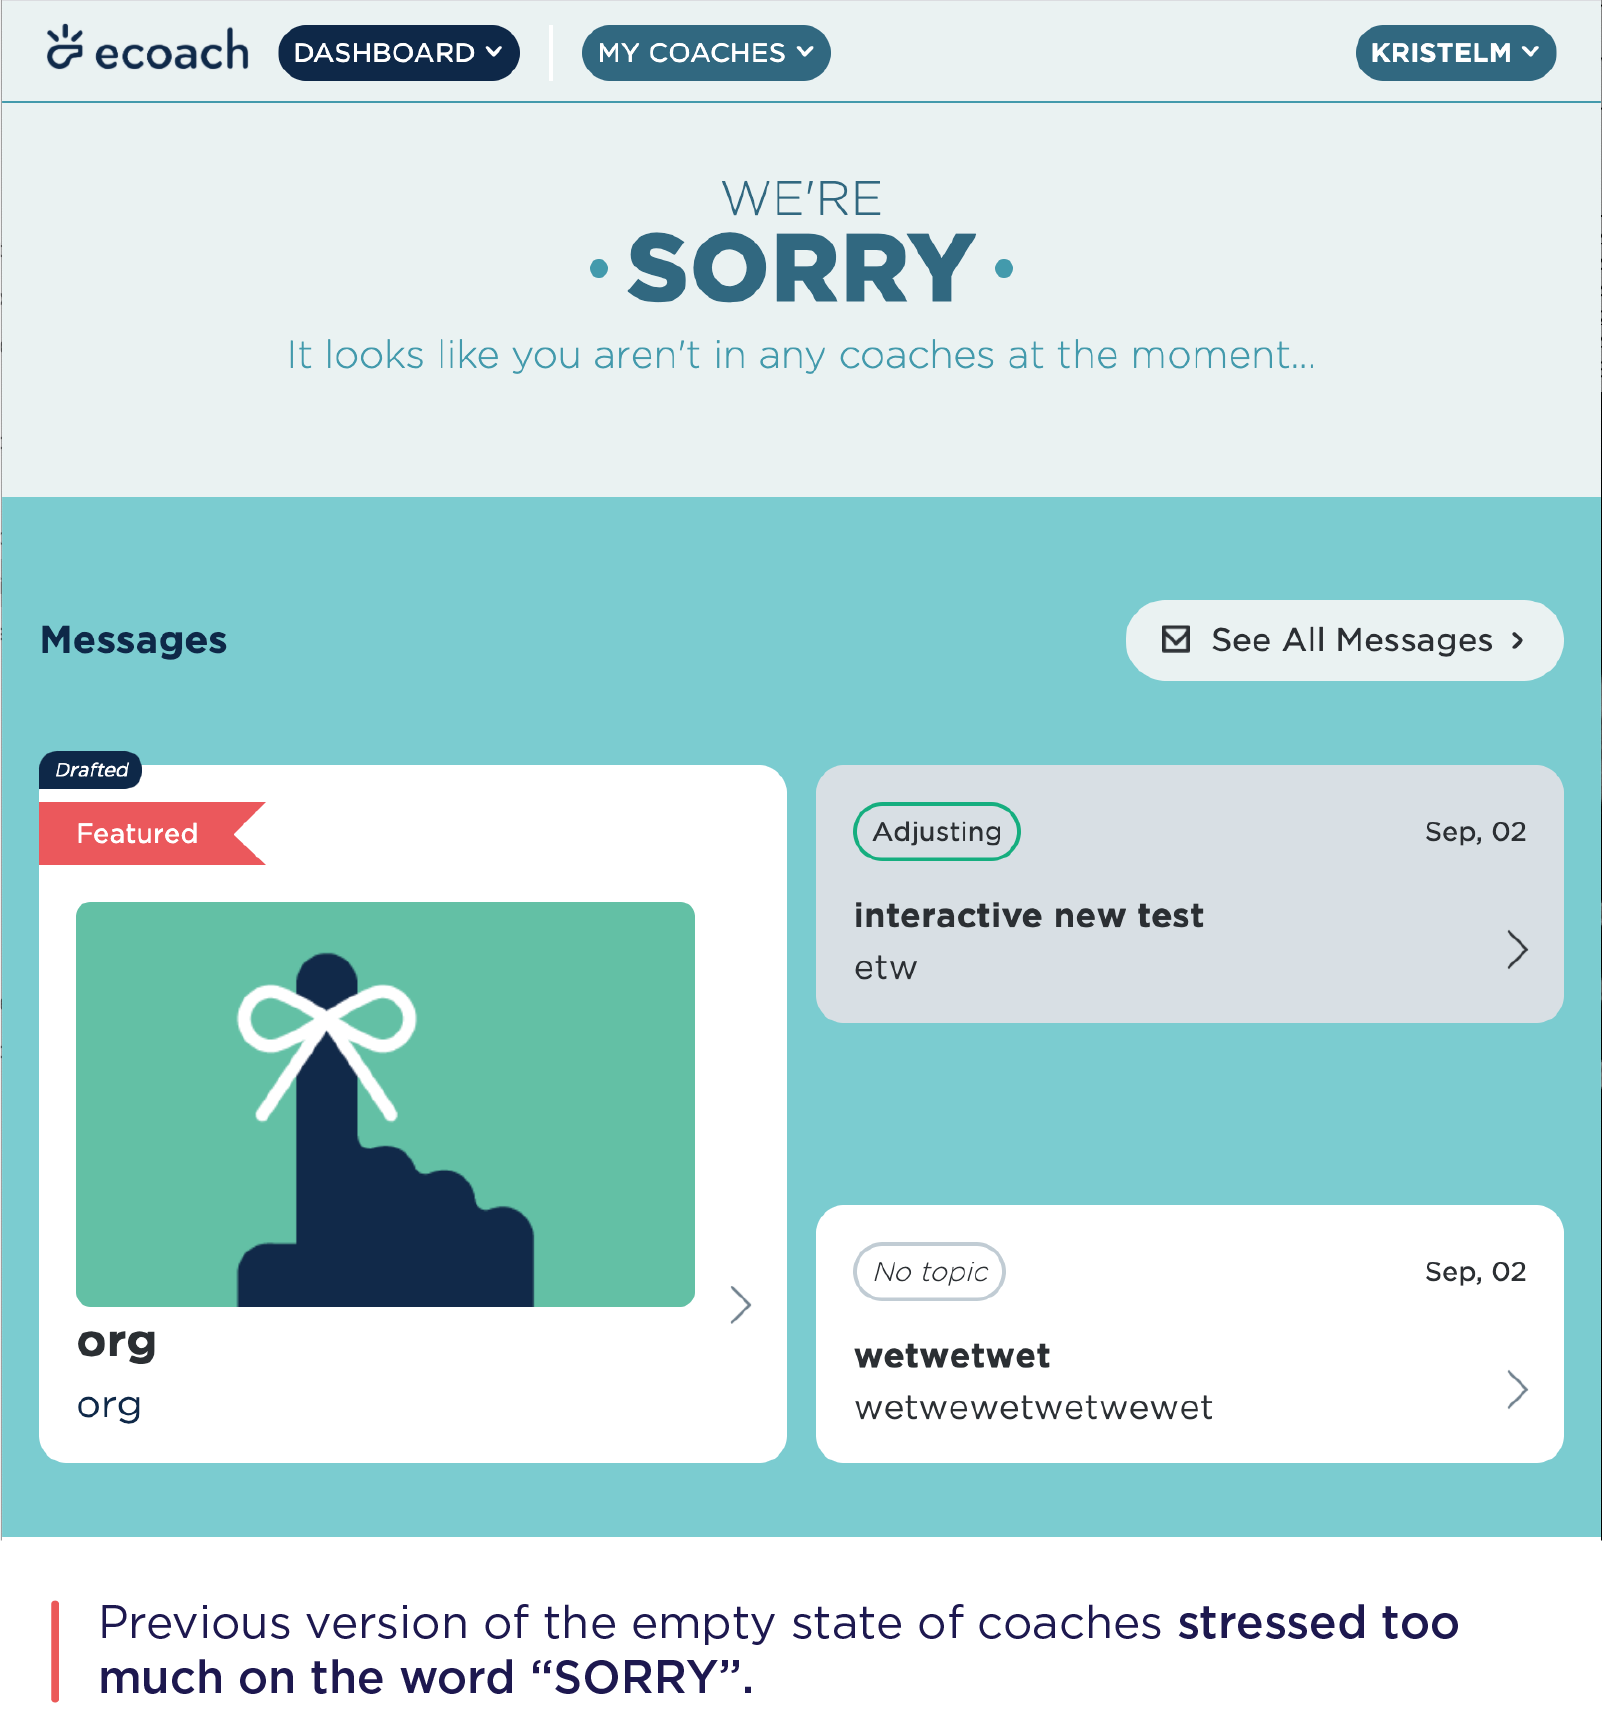 ecoach DASHBOARD MY COACHES KRISTELM
WE'RE
• SORRY •
It looks like you aren't in any coaches at the moment...
Messages
See All Messages
Drafted
Featured
org
org
Adjusting
Sep, 02
interactive new test
etw
No topic
Sep, 02
wetwetwet
wetwewetwetwewet
Previous version of the empty state of coaches stressed too
much on the word “SORRY”.